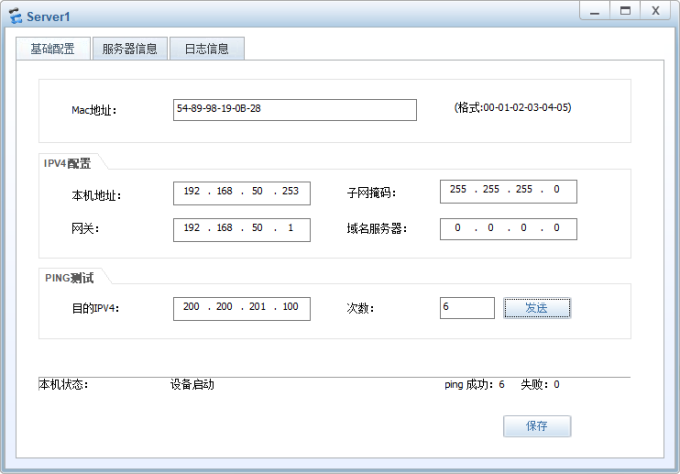 Server1
基础配置 服务器信息 日志信息
Mac地址: 54-89-98-19-0B-28 (格式:00-01-02-03-04-05)
IPV4配置
本机地址: 192 . 168 . 50 . 253 子网掩码: 255 . 255 . 255 . 0
网关: 192 . 168 . 50 . 1 域名服务器: 0 . 0 . 0 . 0
PING测试
目的IPV4: 200 . 200 . 201 . 100 次数: 6 发送
本机状态: 设备启动 ping 成功: 6 失败: 0
保存